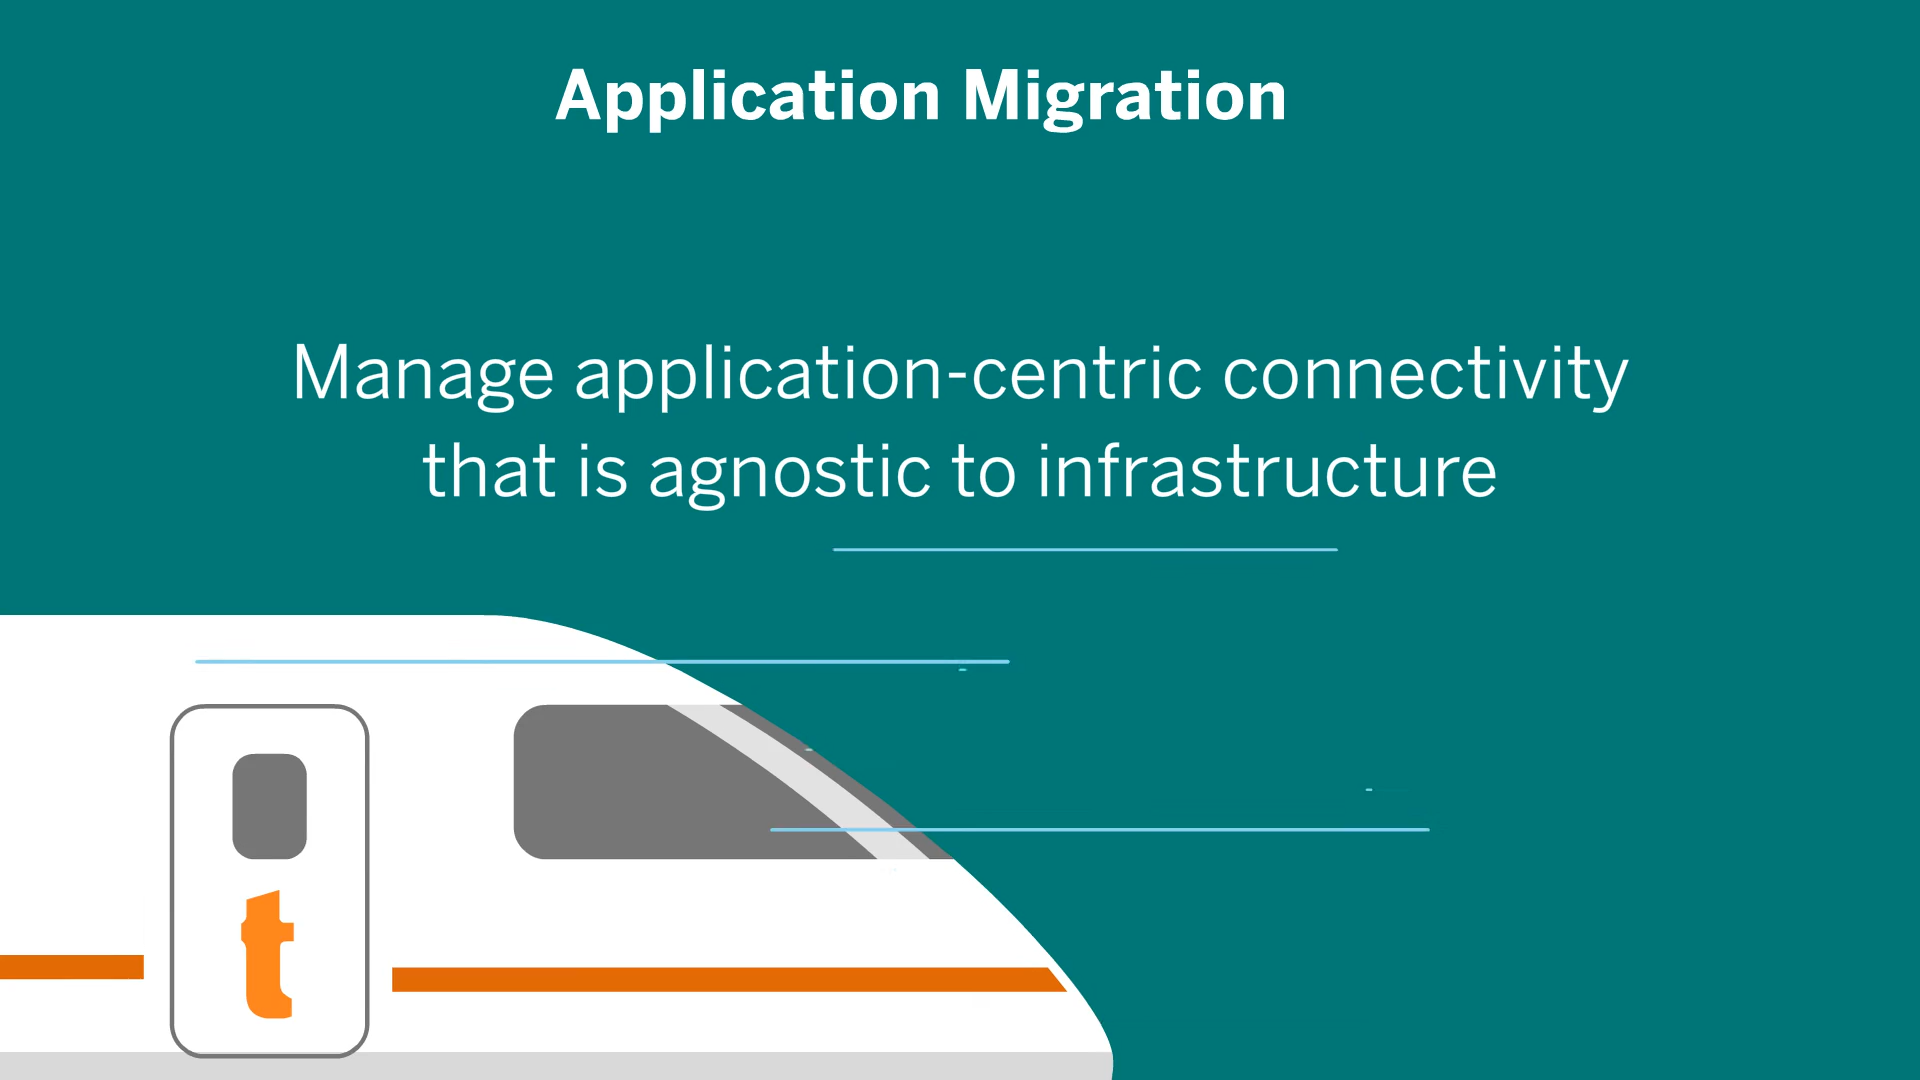 Application Migration
Manage application-centric connectivity
that is agnostic to infrastructure
t